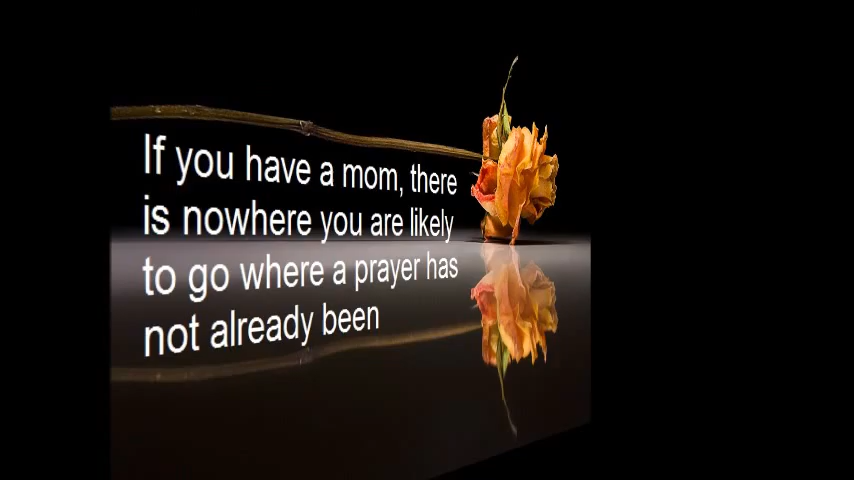 If you have a mom, there
is nowhere you are likely
to go where a prayer has
not already been